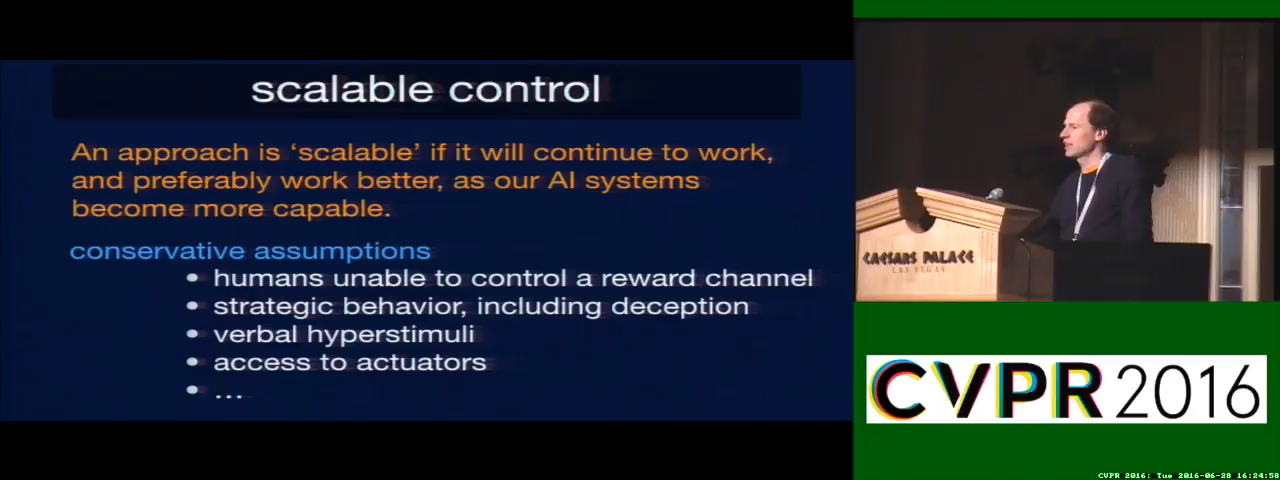 scalable control
An approach is ‘scalable’ if it will continue to work,
and preferably work better, as our AI systems
become more capable.
conservative assumptions
• humans unable to control a reward channel
• strategic behavior, including deception
• verbal hyperstimuli
• access to actuators
• ...
CAESARS PALACE
LAS VEGAS
CVPR 2016
CVPR 2016: Tue 2016-06-28 16:24:58